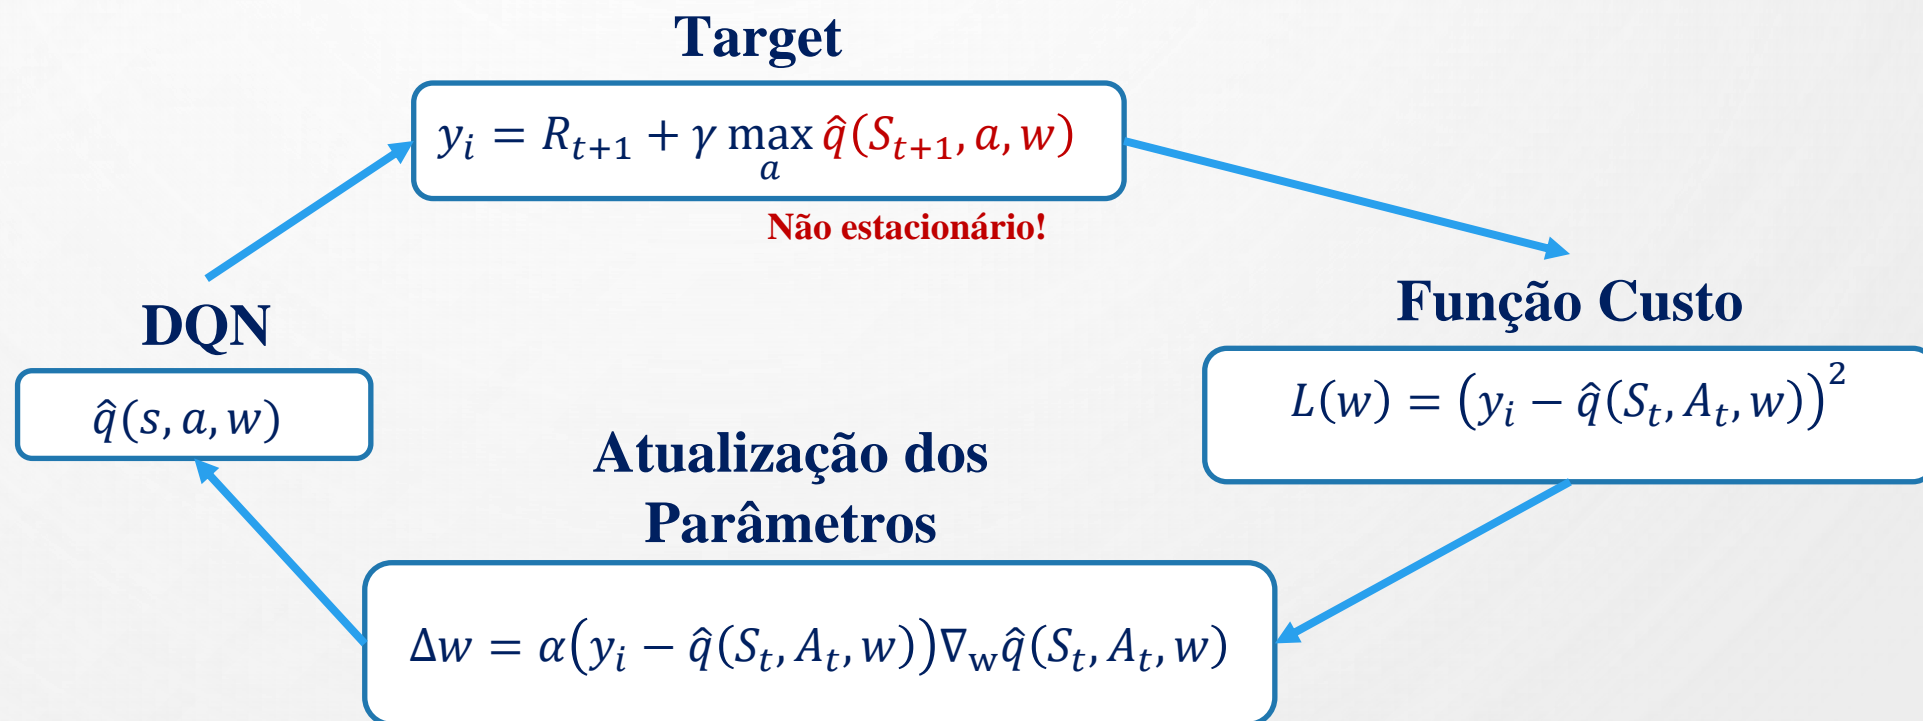 Target
y_i = R_{t+1} + γ max_a q̂(S_{t+1}, a, w)
Não estacionário!
DQN
q̂(s, a, w)
Função Custo
L(w) = (y_i − q̂(S_t, A_t, w))²
Atualização dos
Parâmetros
Δw = α(y_i − q̂(S_t, A_t, w))∇_w q̂(S_t, A_t, w)